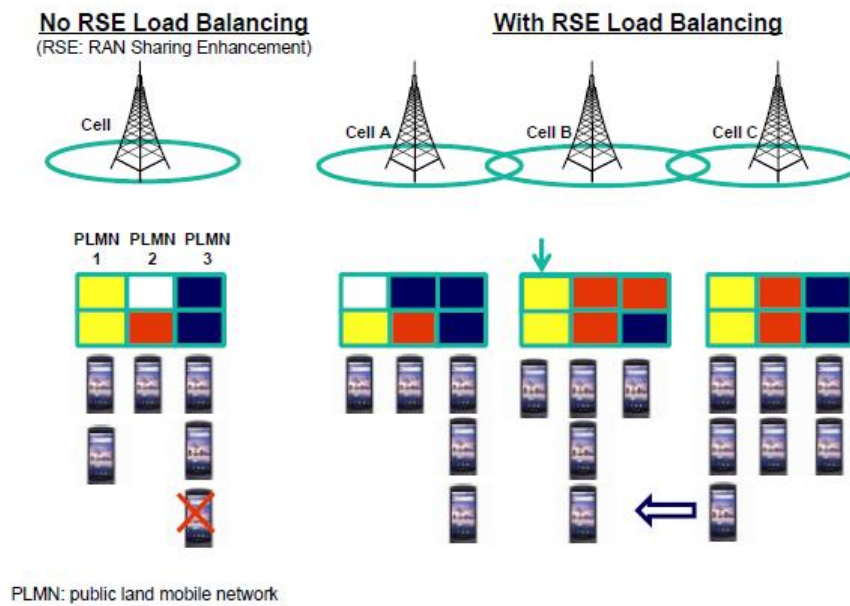 No RSE Load Balancing
(RSE: RAN Sharing Enhancement)
With RSE Load Balancing
Cell
Cell A
Cell B
Cell C
PLMN PLMN PLMN
1 2 3
PLMN: public land mobile network